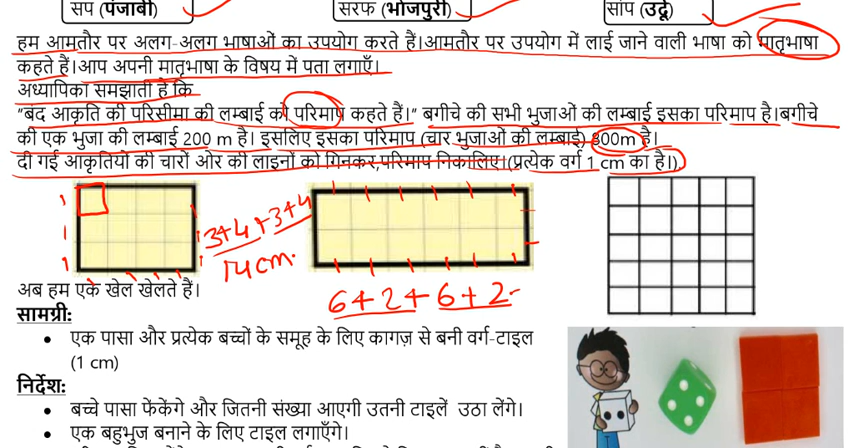 सप (पंजाबी)
सरफ (भोजपुरी)
सांप (उर्दू)
हम आमतौर पर अलग-अलग भाषाओं का उपयोग करते हैं।आमतौर पर उपयोग में लाई जाने वाली भाषा को मातृभाषा
कहते हैं।आप अपनी मातृभाषा के विषय में पता लगाएँ।
अध्यापिका समझाती हैं कि
"बंद आकृति की परिसीमा की लम्बाई को परिमाप कहते हैं।" बगीचे की सभी भुजाओं की लम्बाई इसका परिमाप है।बगीचे
की एक भुजा की लम्बाई 200 m है। इसलिए इसका परिमाप (चार भुजाओं की लम्बाई) 800m है।
दी गई आकृतियों की चारों ओर की लाइनों को गिनकर,परिमाप निकालिए।(प्रत्येक वर्ग 1 cm का है।)
3+4+3+4
14 cm.
6+2+6+2-
अब हम एक खेल खेलते हैं।
सामग्री:
• एक पासा और प्रत्येक बच्चों के समूह के लिए कागज़ से बनी वर्ग-टाइल
(1 cm)
निर्देश:
• बच्चे पासा फेंकेंगे और जितनी संख्या आएगी उतनी टाइलें उठा लेंगे।
• एक बहुभुज बनाने के लिए टाइल लगाएँगे।